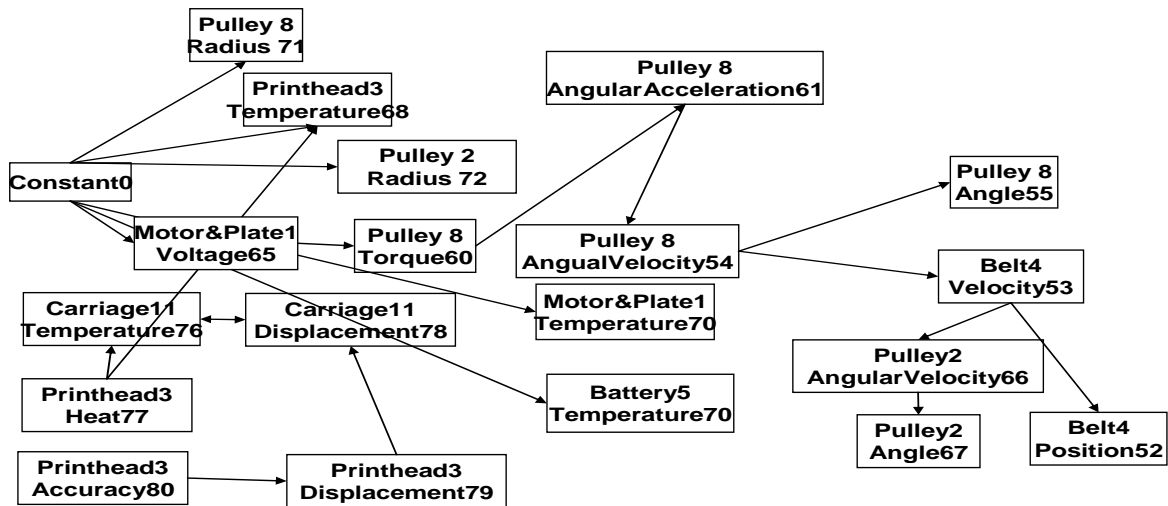 Pulley 8
Radius 71
Printhead3
Temperature68
Pulley 8
AngularAcceleration61
Pulley 2
Radius 72
Constant0
Pulley 8
Angle55
Motor&Plate1
Voltage65
Pulley 8
Torque60
Pulley 8
AngualVelocity54
Belt4
Velocity53
Carriage11
Temperature76
Carriage11
Displacement78
Motor&Plate1
Temperature70
Pulley2
AngularVelocity66
Printhead3
Heat77
Battery5
Temperature70
Pulley2
Angle67
Belt4
Position52
Printhead3
Accuracy80
Printhead3
Displacement79